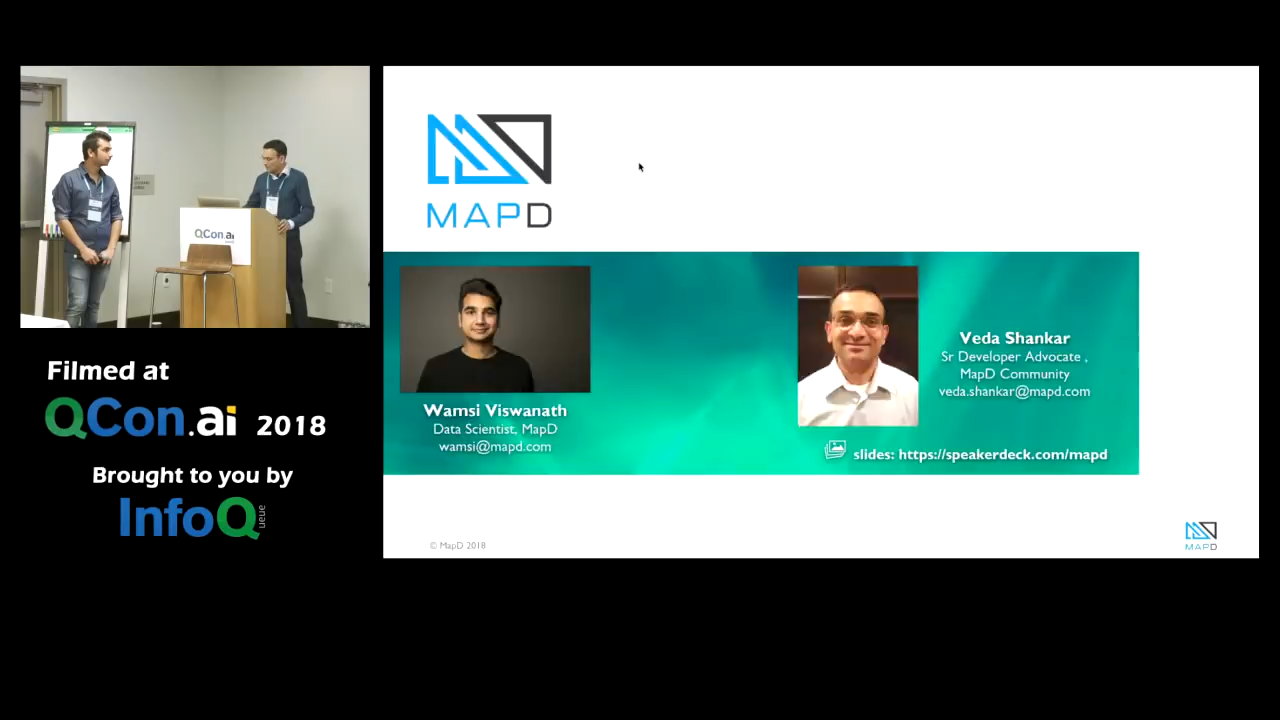 QCon.ai
Filmed at
QCon.ai 2018
Brought to you by
InfoQ
ueue
MAPD
Wamsi Viswanath
Data Scientist, MapD
wamsi@mapd.com
Veda Shankar
Sr Developer Advocate ,
MapD Community
veda.shankar@mapd.com
slides: https://speakerdeck.com/mapd
© MapD 2018
MAPD